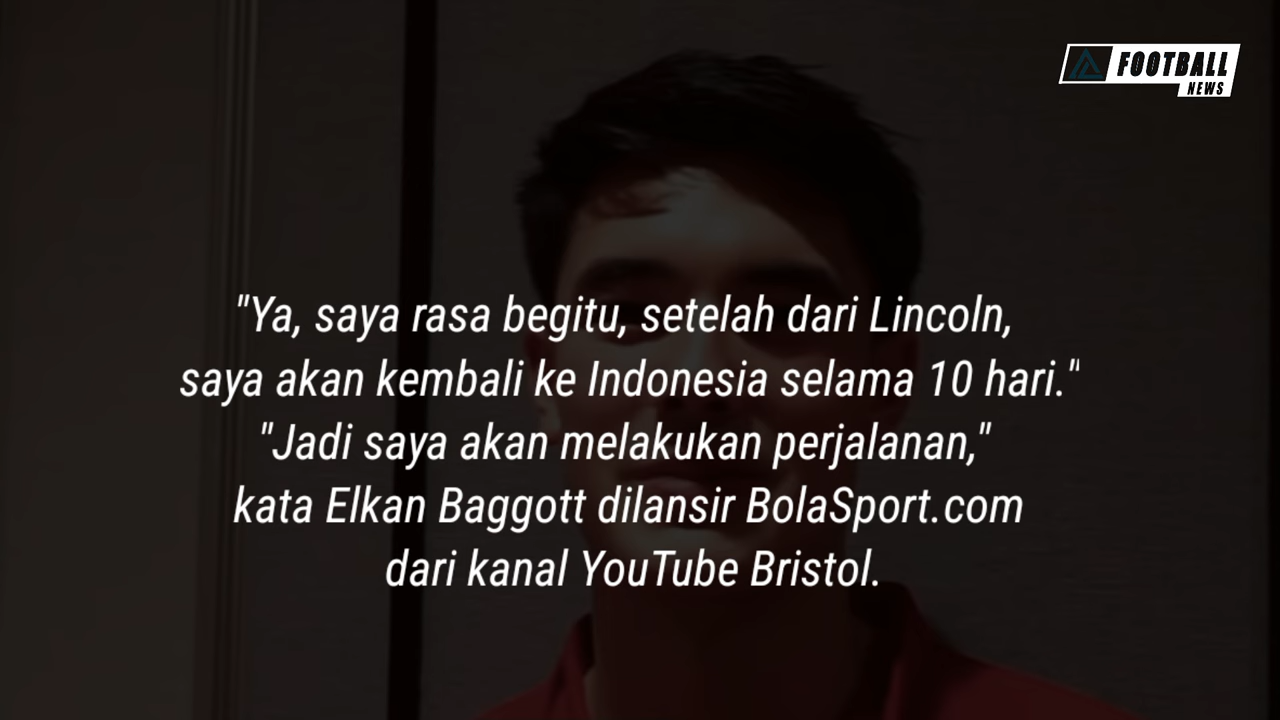 FOOTBALL
NEWS
"Ya, saya rasa begitu, setelah dari Lincoln,
saya akan kembali ke Indonesia selama 10 hari."
"Jadi saya akan melakukan perjalanan,"
kata Elkan Baggott dilansir BolaSport.com
dari kanal YouTube Bristol.